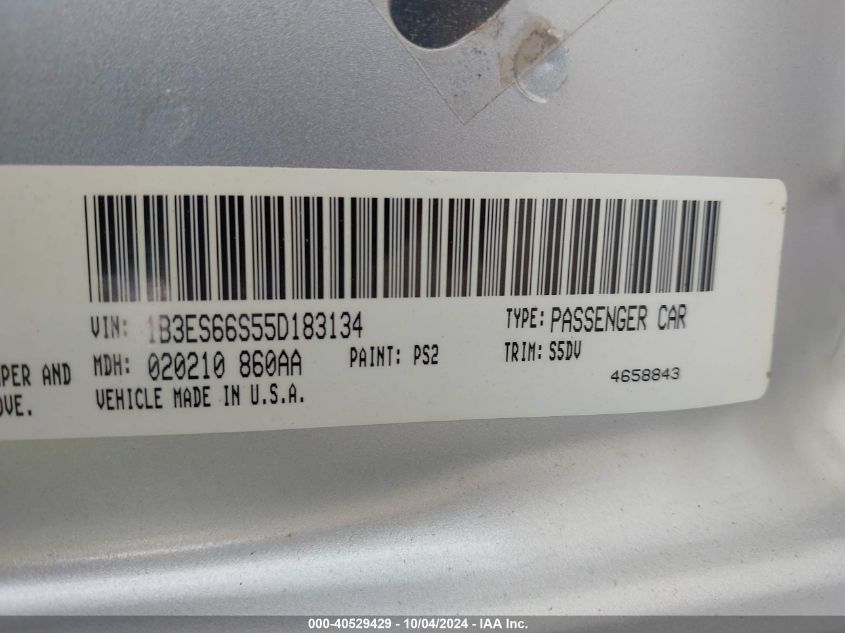 VIN: 1B3ES66S55D183134 TYPE: PASSENGER CAR
PER AND MDH: 020210 860AA PAINT: PS2 TRIM: S5DV
OVE. VEHICLE MADE IN U.S.A. 4658843
000-40529429 - 10/04/2024 - IAA Inc.